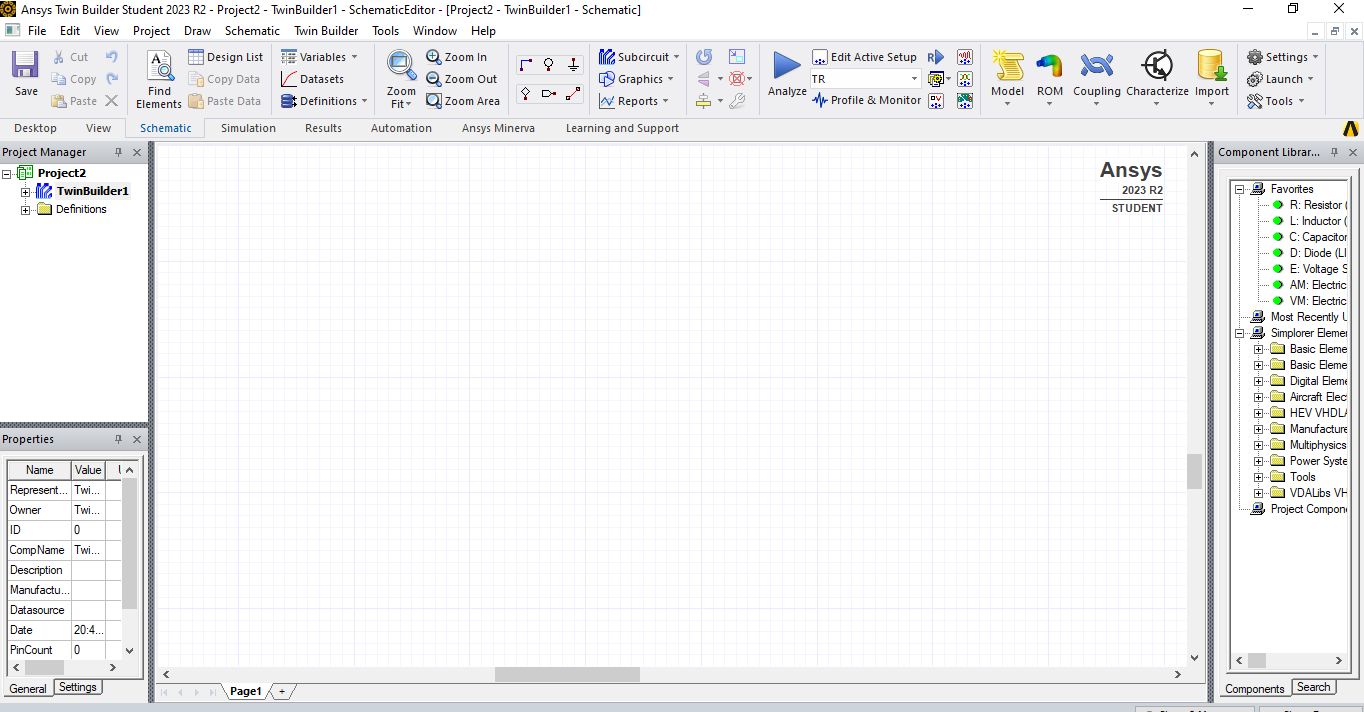 Ansys Twin Builder Student 2023 R2 - Project2 - TwinBuilder1 - SchematicEditor - [Project2 - TwinBuilder1 - Schematic]
File Edit View Project Draw Schematic Twin Builder Tools Window Help
Save
Cut
Copy
Paste
Find Elements
Design List
Copy Data
Paste Data
Variables
Datasets
Definitions
Zoom Fit
Zoom In
Zoom Out
Zoom Area
Subcircuit
Graphics
Reports
Analyze
Edit Active Setup
TR
Profile & Monitor
Model
ROM
Coupling
Characterize
Import
Settings
Launch
Tools
Desktop View Schematic Simulation Results Automation Ansys Minerva Learning and Support
Project Manager
Project2
TwinBuilder1
Definitions
Ansys
2023 R2
STUDENT
Component Librar...
Favorites
R: Resistor (
L: Inductor (
C: Capacitor
D: Diode (LI
E: Voltage S
AM: Electric
VM: Electric
Most Recently U
Simplorer Elemen
Basic Eleme
Basic Eleme
Digital Eleme
Aircraft Elect
HEV VHDLA
Manufacture
Multiphysics
Power Syste
Tools
VDALibs VH
Project Compone
Components Search
Properties
Name Value
Represent... Twi...
Owner Twi...
ID 0
CompName Twi...
Description
Manufactu...
Datasource
Date 20:4...
PinCount 0
General Settings
Page1 +